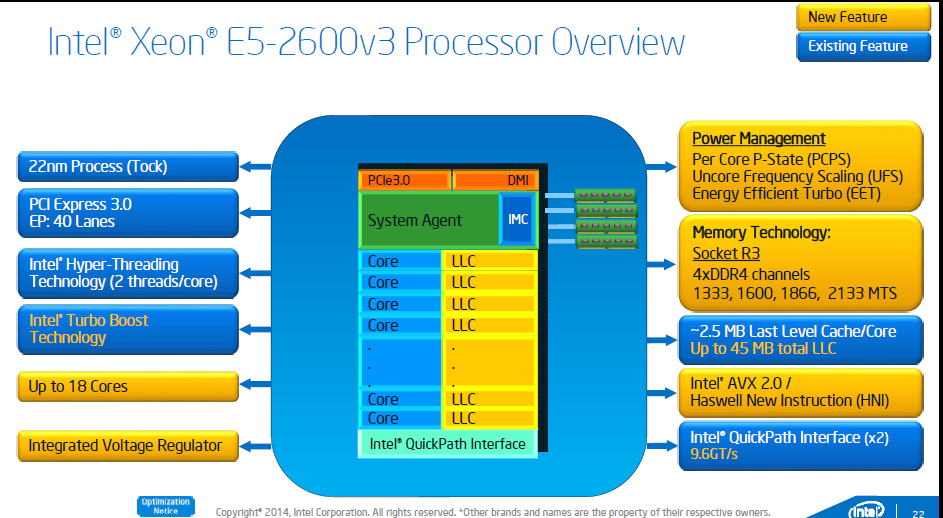 New Feature
Existing Feature
Intel® Xeon® E5-2600v3 Processor Overview
22nm Process (Tock)
PCI Express 3.0
EP: 40 Lanes
Intel® Hyper-Threading
Technology (2 threads/core)
Intel® Turbo Boost
Technology
Up to 18 Cores
Integrated Voltage Regulator
PCIe3.0
DMI
System Agent
IMC
Core
LLC
Core
LLC
Core
LLC
Core
LLC
.
.
.
.
.
.
Core
LLC
Core
LLC
Intel® QuickPath Interface
Power Management
Per Core P-State (PCPS)
Uncore Frequency Scaling (UFS)
Energy Efficient Turbo (EET)
Memory Technology:
Socket R3
4xDDR4 channels
1333, 1600, 1866, 2133 MTS
~2.5 MB Last Level Cache/Core
Up to 45 MB total LLC
Intel® AVX 2.0 /
Haswell New Instruction (HNI)
Intel® QuickPath Interface (x2)
9.6GT/s
Optimization
Notice
Copyright® 2014, Intel Corporation. All rights reserved. *Other brands and names are the property of their respective owners.
intel
22